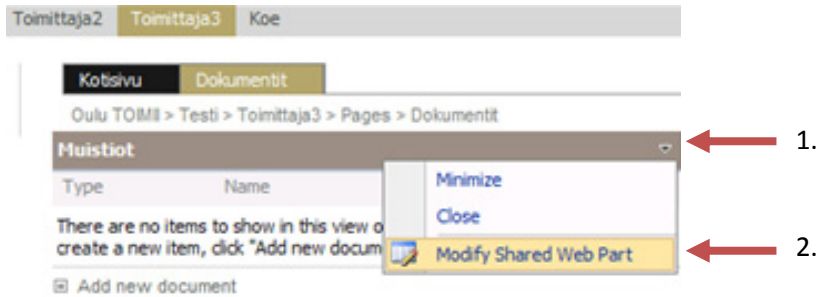 Toimittaja2 Toimittaja3 Koe
Kotisivu Dokumentit
Oulu TOIMII > Testi > Toimittaja3 > Pages > Dokumentit
Muistiot
1.
Type Name
Minimize
Close
There are no items to show in this view o
create a new item, click "Add new docum
Modify Shared Web Part
2.
Add new document